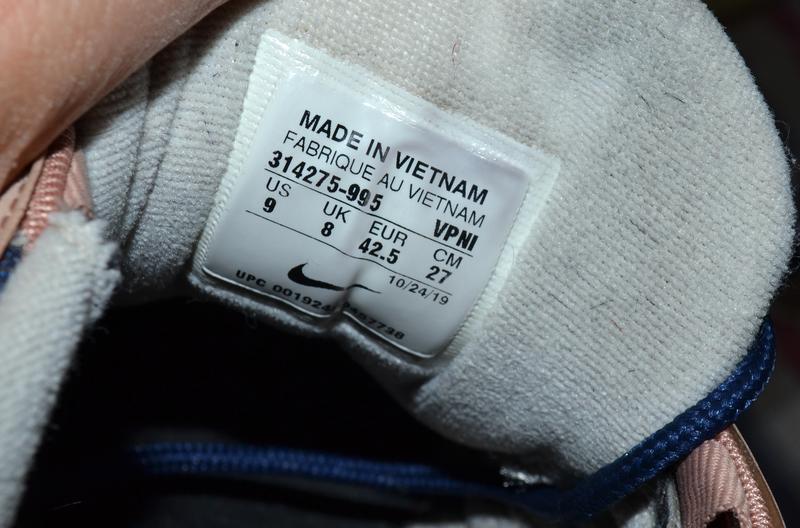 MADE IN VIETNAM
FABRIQUE AU VIETNAM
314275-995 VPNI
US UK EUR CM
9 8 42.5 27
10/24/19
UPC